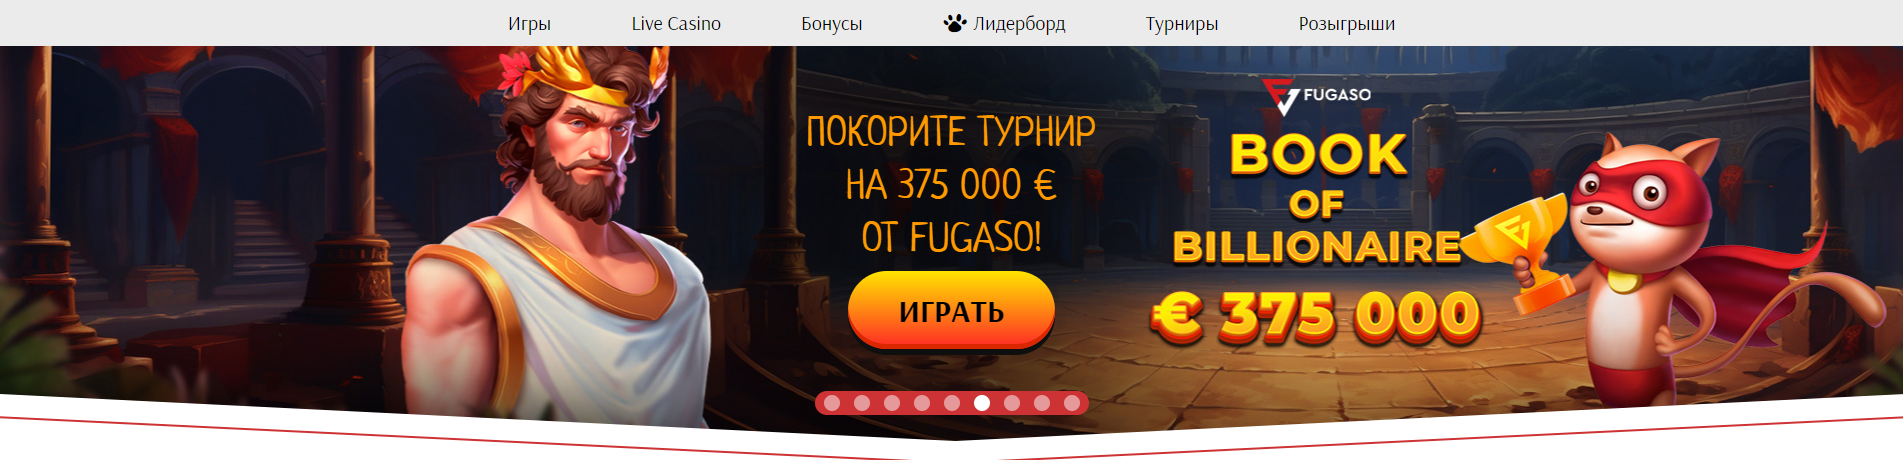 Игры
Live Casino
Бонусы
Лидерборд
Турниры
Розыгрыши
ПОКОРИТЕ ТУРНИР
НА 375 000 €
ОТ FUGASO!
ИГРАТЬ
FUGASO
BOOK
OF
BILLIONAIRE
€ 375 000